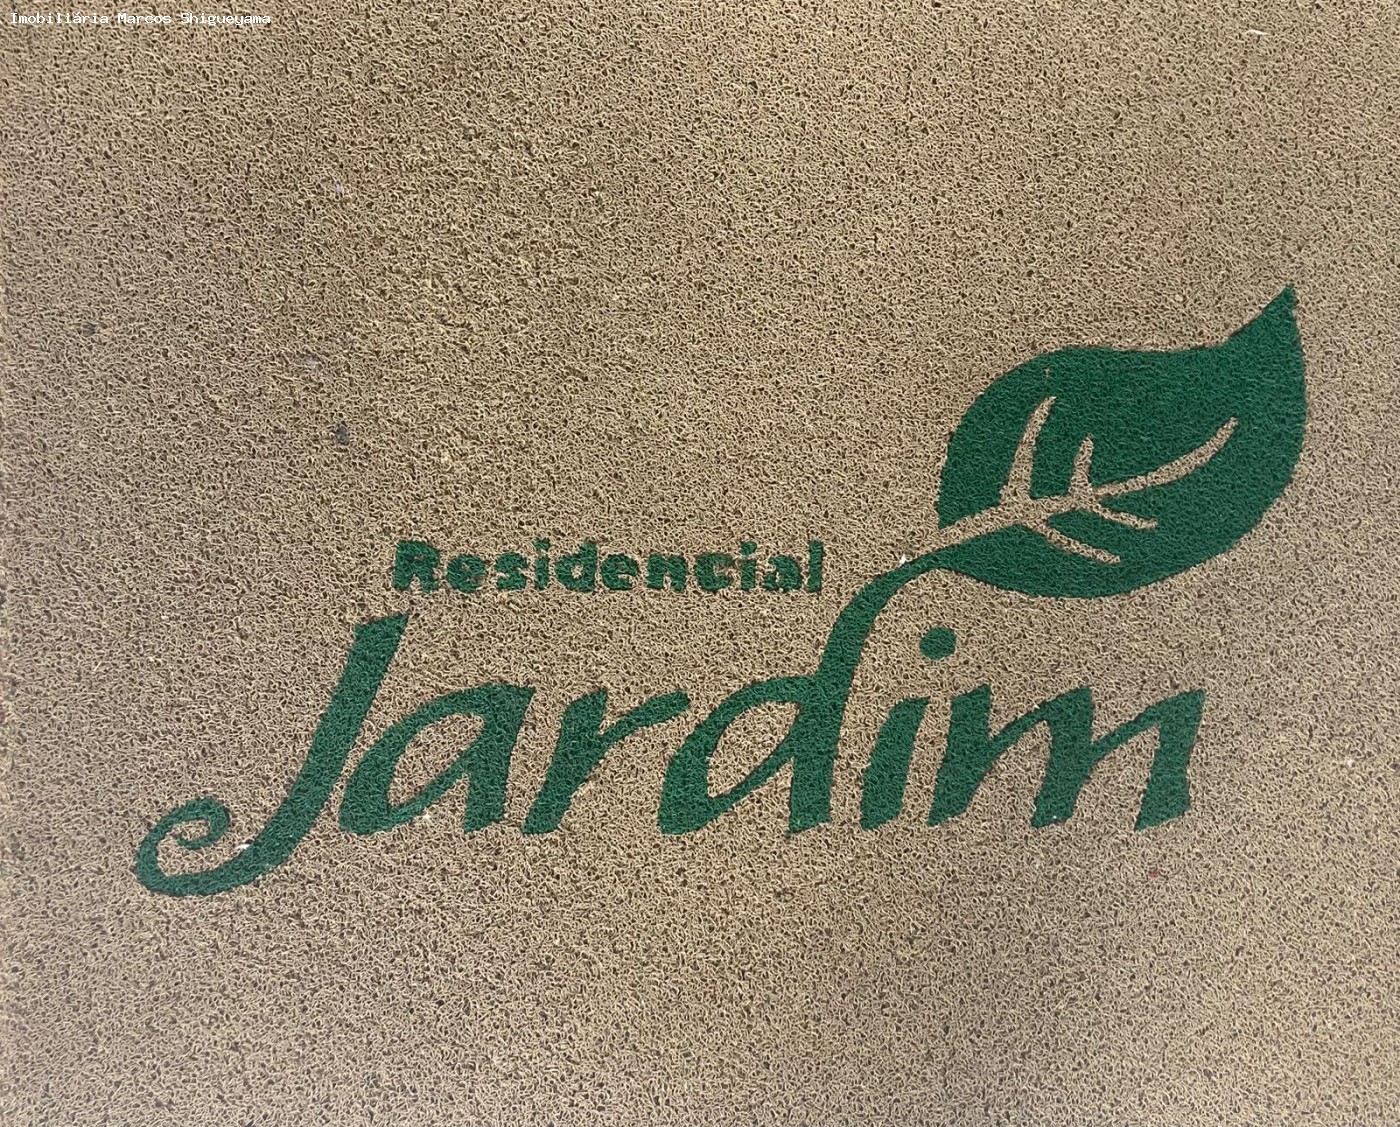 Imobiliária Marcos Shigueyama
Residencial
Jardim